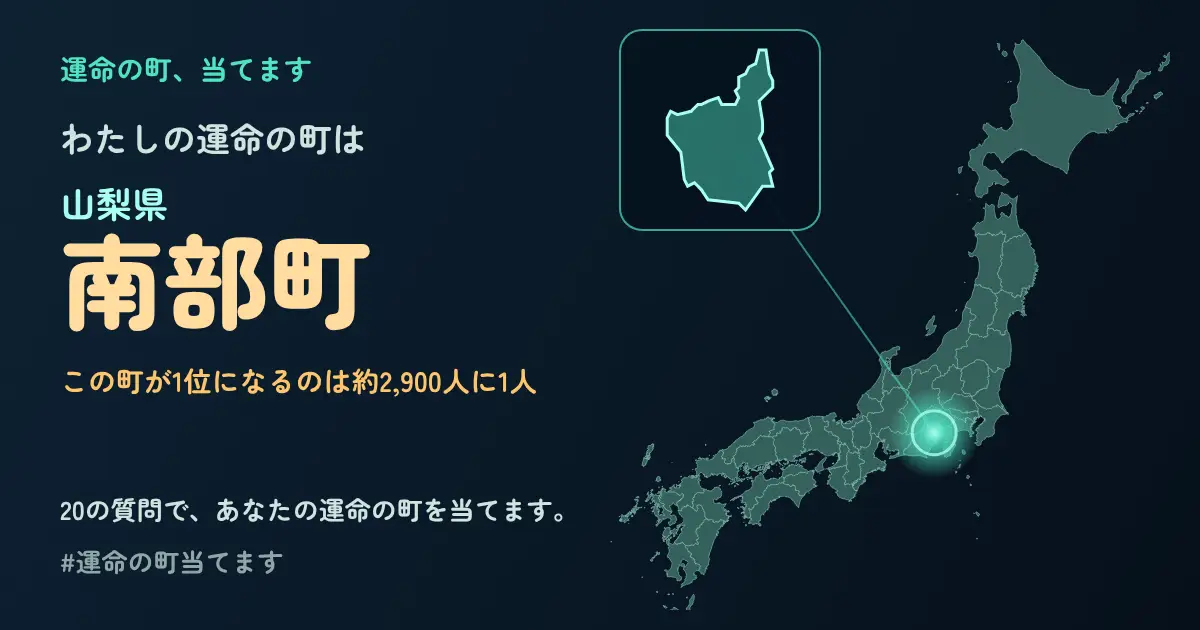 運命の町、当てます
わたしの運命の町は
山梨県
南部町
この町が1位になるのは約2,900人に1人
20の質問で、あなたの運命の町を当てます。
#運命の町当てます